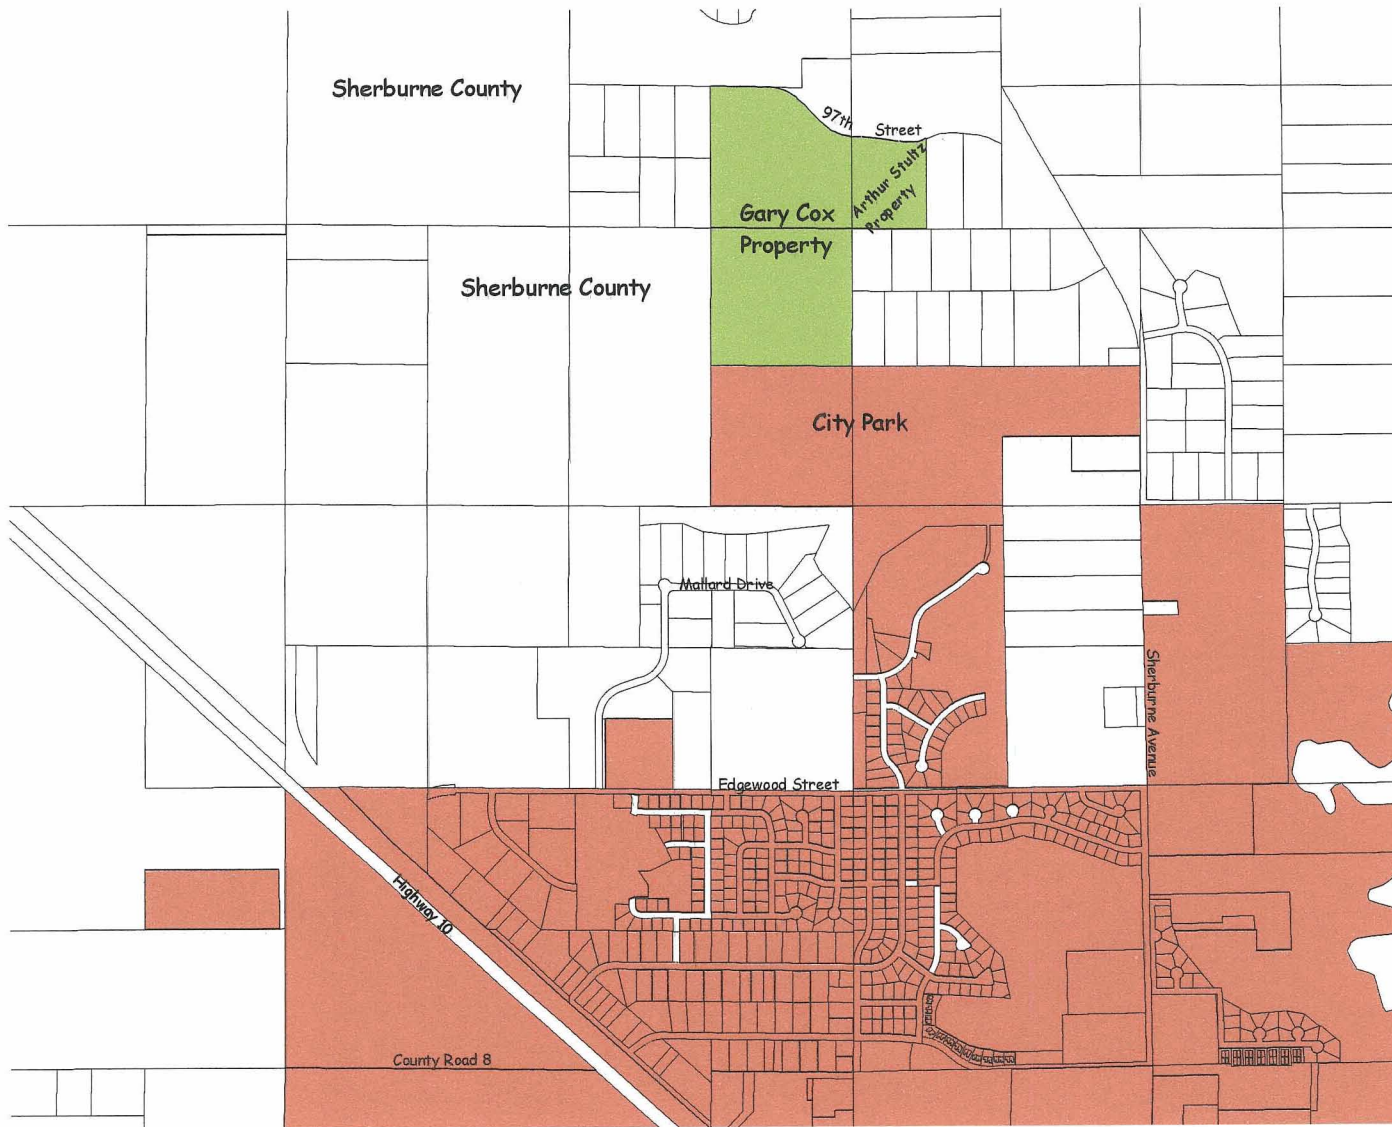 Sherburne County
97th Street
Arthur Stultz
Property
Gary Cox
Property
Sherburne County
City Park
Mallard Drive
Sherburne Avenue
Edgewood Street
Highway 10
County Road 8